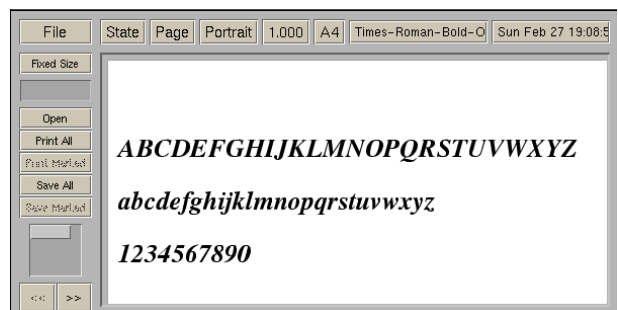 File State Page Portrait 1.000 A4 Times-Roman-Bold-O Sun Feb 27 19:08:5
Fixed Size
Open
Print All
Print Marked
Save All
Save Marked
ABCDEFGHIJKLMNOPQRSTUVWXYZ
abcdefghijklmnopqrstuvwxyz
1234567890
<< >>